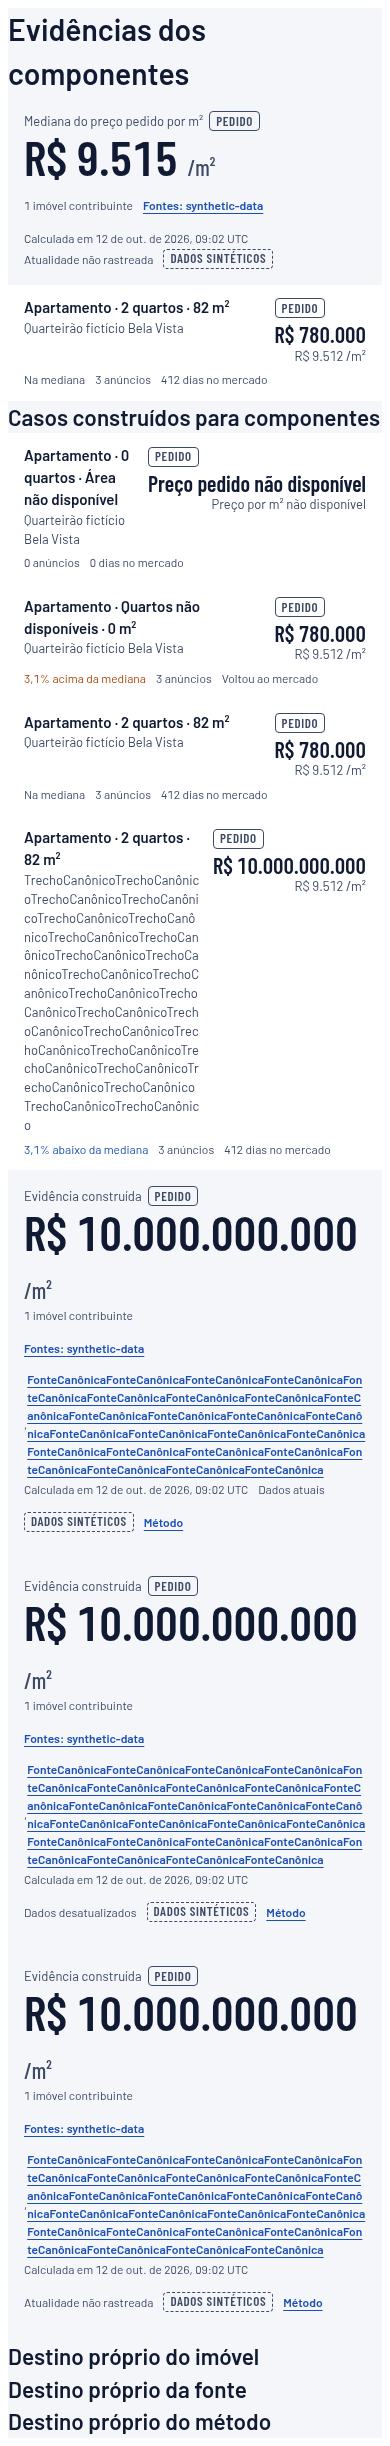 Evidências dos
componentes
Mediana do preço pedido por m² PEDIDO
R$ 9.515 /m²
1 imóvel contribuinte Fontes: synthetic-data
Calculada em 12 de out. de 2026, 09:02 UTC
Atualidade não rastreada DADOS SINTÉTICOS
Apartamento · 2 quartos · 82 m² PEDIDO
Quarteirão fictício Bela Vista R$ 780.000
R$ 9.512 /m²
Na mediana 3 anúncios 412 dias no mercado
Casos construídos para componentes
Apartamento · 0 PEDIDO
quartos · Área
não disponível Preço pedido não disponível
Quarteirão fictício Preço por m² não disponível
Bela Vista
0 anúncios 0 dias no mercado
Apartamento · Quartos não PEDIDO
disponíveis · 0 m² R$ 780.000
Quarteirão fictício Bela Vista R$ 9.512 /m²
3,1% acima da mediana 3 anúncios Voltou ao mercado
Apartamento · 2 quartos · 82 m² PEDIDO
Quarteirão fictício Bela Vista R$ 780.000
R$ 9.512 /m²
Na mediana 3 anúncios 412 dias no mercado
Apartamento · 2 quartos · PEDIDO
82 m² R$ 10.000.000.000
TrechoCanônicoTrechoCanônic R$ 9.512 /m²
oTrechoCanônicoTrechoCanôni
coTrechoCanônicoTrechoCanô
nicoTrechoCanônicoTrechoCan
ônicoTrechoCanônicoTrechoCa
nônicoTrechoCanônicoTrechoC
anônicoTrechoCanônicoTrecho
CanônicoTrechoCanônicoTrech
oCanônicoTrechoCanônicoTrec
hoCanônicoTrechoCanônicoTre
choCanônicoTrechoCanônicoTr
echoCanônicoTrechoCanônico
TrechoCanônicoTrechoCanônic
o
3,1% abaixo da mediana 3 anúncios 412 dias no mercado
Evidência construída PEDIDO
R$ 10.000.000.000
/m²
1 imóvel contribuinte
Fontes: synthetic-data
FonteCanônicaFonteCanônicaFonteCanônicaFonteCanônicaFon
teCanônicaFonteCanônicaFonteCanônicaFonteCanônicaFonteC
anônicaFonteCanônicaFonteCanônicaFonteCanônicaFonteCanô
, nicaFonteCanônicaFonteCanônicaFonteCanônicaFonteCanônica
FonteCanônicaFonteCanônicaFonteCanônicaFonteCanônicaFon
teCanônicaFonteCanônicaFonteCanônicaFonteCanônica
Calculada em 12 de out. de 2026, 09:02 UTC Dados atuais
DADOS SINTÉTICOS Método
Evidência construída PEDIDO
R$ 10.000.000.000
/m²
1 imóvel contribuinte
Fontes: synthetic-data
FonteCanônicaFonteCanônicaFonteCanônicaFonteCanônicaFon
teCanônicaFonteCanônicaFonteCanônicaFonteCanônicaFonteC
anônicaFonteCanônicaFonteCanônicaFonteCanônicaFonteCanô
, nicaFonteCanônicaFonteCanônicaFonteCanônicaFonteCanônica
FonteCanônicaFonteCanônicaFonteCanônicaFonteCanônicaFon
teCanônicaFonteCanônicaFonteCanônicaFonteCanônica
Calculada em 12 de out. de 2026, 09:02 UTC
Dados desatualizados DADOS SINTÉTICOS Método
Evidência construída PEDIDO
R$ 10.000.000.000
/m²
1 imóvel contribuinte
Fontes: synthetic-data
FonteCanônicaFonteCanônicaFonteCanônicaFonteCanônicaFon
teCanônicaFonteCanônicaFonteCanônicaFonteCanônicaFonteC
anônicaFonteCanônicaFonteCanônicaFonteCanônicaFonteCanô
, nicaFonteCanônicaFonteCanônicaFonteCanônicaFonteCanônica
FonteCanônicaFonteCanônicaFonteCanônicaFonteCanônicaFon
teCanônicaFonteCanônicaFonteCanônicaFonteCanônica
Calculada em 12 de out. de 2026, 09:02 UTC
Atualidade não rastreada DADOS SINTÉTICOS Método
Destino próprio do imóvel
Destino próprio da fonte
Destino próprio do método